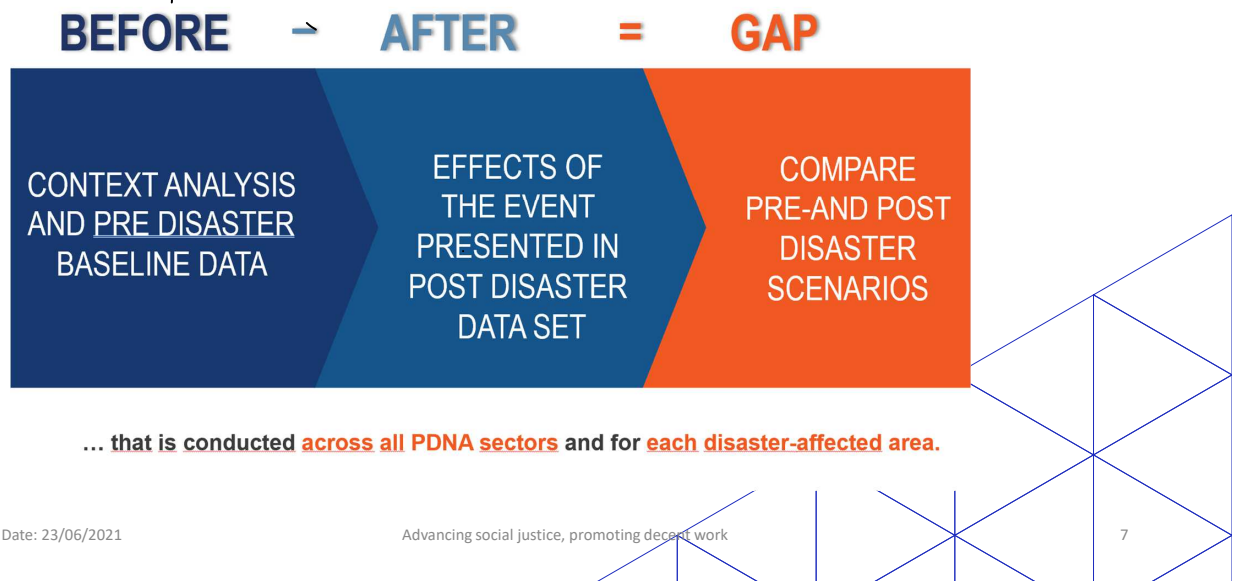 BEFORE – AFTER = GAP
CONTEXT ANALYSIS
AND PRE DISASTER
BASELINE DATA
EFFECTS OF
THE EVENT
PRESENTED IN
POST DISASTER
DATA SET
COMPARE
PRE-AND POST
DISASTER
SCENARIOS
... that is conducted across all PDNA sectors and for each disaster-affected area.
Date: 23/06/2021
Advancing social justice, promoting decent work
7